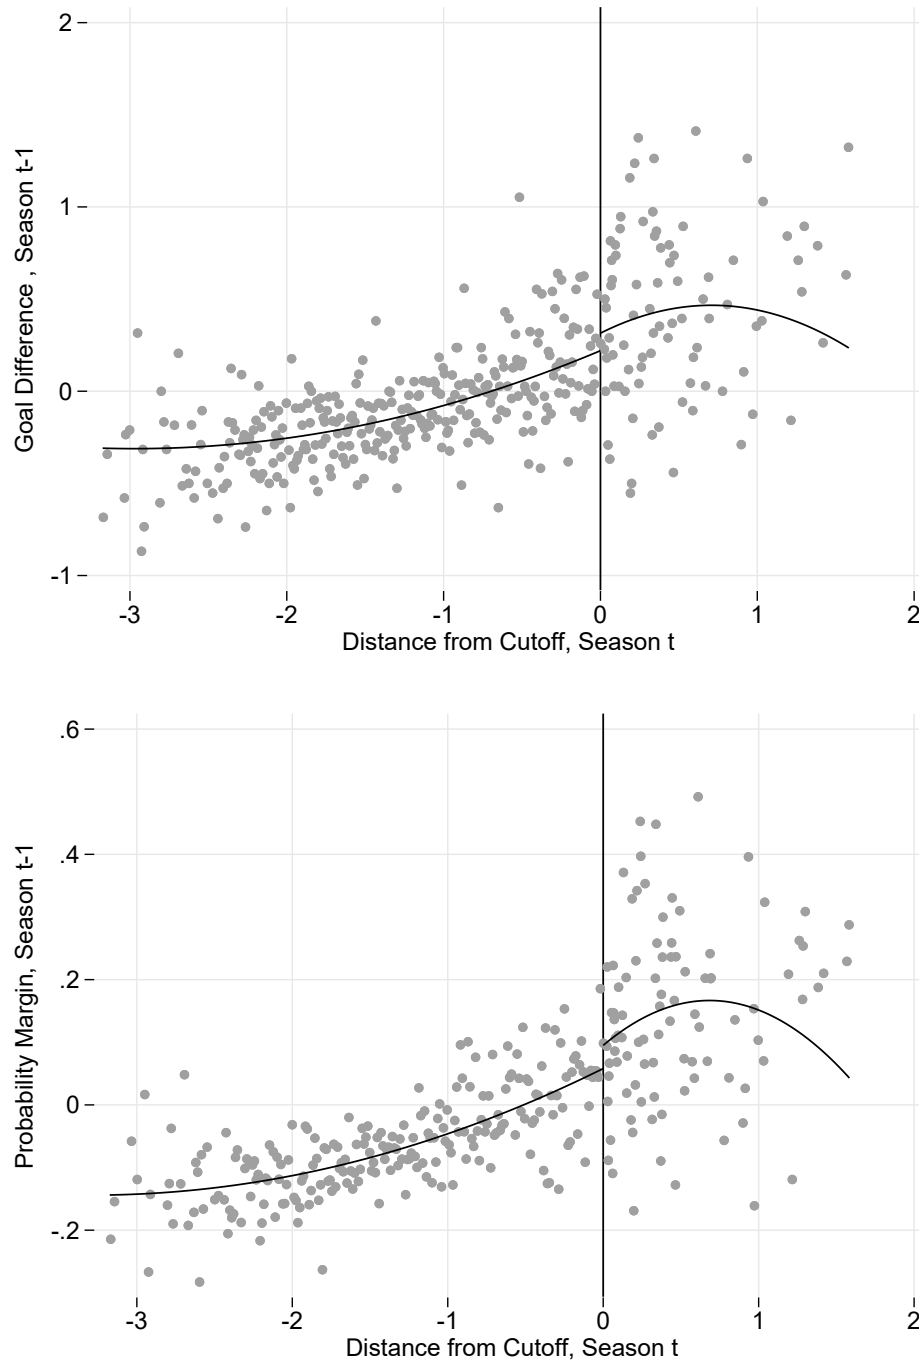 2
1
0
-1
Goal Difference , Season t-1
-3 -2 -1 0 1 2
Distance from Cutoff, Season t
.6
.4
.2
0
-.2
Probability Margin, Season t-1
-3 -2 -1 0 1 2
Distance from Cutoff, Season t